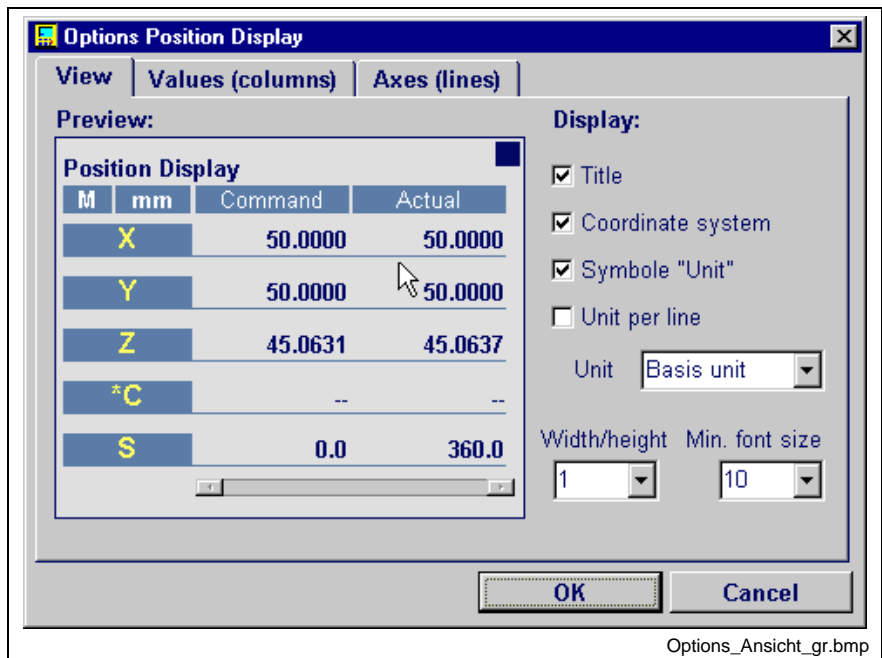 Options Position Display
View Values (columns) Axes (lines)
Preview:
Position Display
M mm Command Actual
X 50.0000 50.0000
Y 50.0000 50.0000
Z 45.0631 45.0637
*C -- --
S 0.0 360.0
Display:
Title
Coordinate system
Symbole "Unit"
Unit per line
Unit Basis unit
Width/height Min. font size
1 10
OK Cancel
Options_Ansicht_gr.bmp